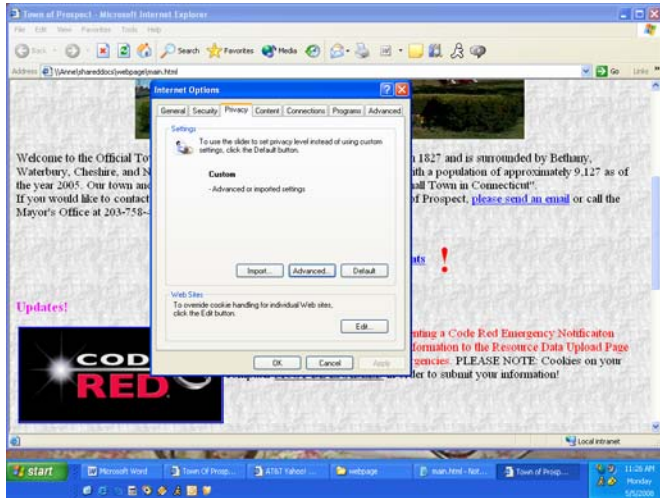 Town of Prospect - Microsoft Internet Explorer
File Edit View Favorites Tools Help
Back Search Favorites Media
Address \\Anne\shareddocs\webpage\main.html Go Links
Internet Options
General Security Privacy Content Connections Programs Advanced
Settings
To use the slider to set privacy level instead of using custom
settings, click the Default button.
Custom
- Advanced or imported settings
Import... Advanced... Default
Web Sites
To override cookie handling for individual Web sites,
click the Edit button.
Edit...
OK Cancel Apply
Welcome to the Official To
n 1827 and is surrounded by Bethany,
Waterbury, Cheshire, and N
ith a population of approximately 9,127 as of
the year 2005. Our town an
all Town in Connecticut".
If you would like to contact
of Prospect, please send an email or call the
Mayor's Office at 203-758-
nts !
Updates!
CODE
RED
nting a Code Red Emergency Notificaiton
formation to the Resource Data Upload Page
rgencies. PLEASE NOTE: Cookies on your
er to submit your information!
Local intranet
start Microsoft Word Town Of Prosp... AT&T Yahoo! ... webpage main.html - Not... Town of Prosp...
11:26 AM
Monday